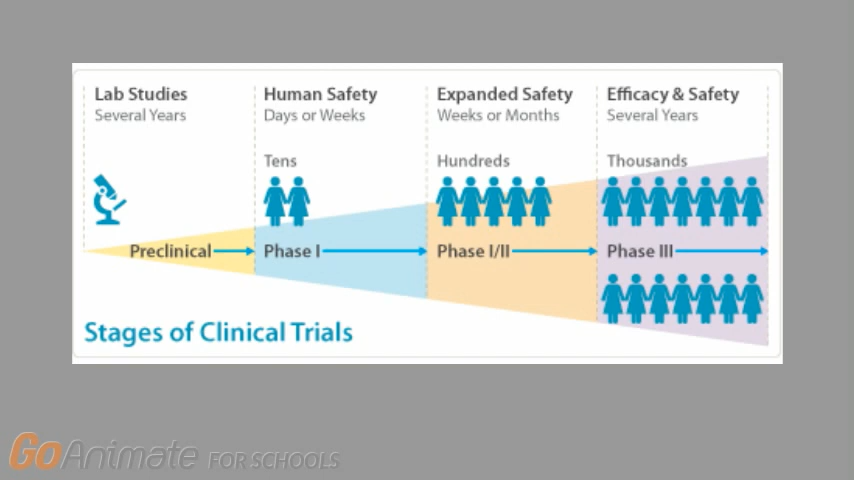 Lab Studies
Several Years
Human Safety
Days or Weeks
Expanded Safety
Weeks or Months
Efficacy & Safety
Several Years
Tens
Hundreds
Thousands
Preclinical
Phase I
Phase I/II
Phase III
Stages of Clinical Trials
GoAnimate FOR SCHOOLS